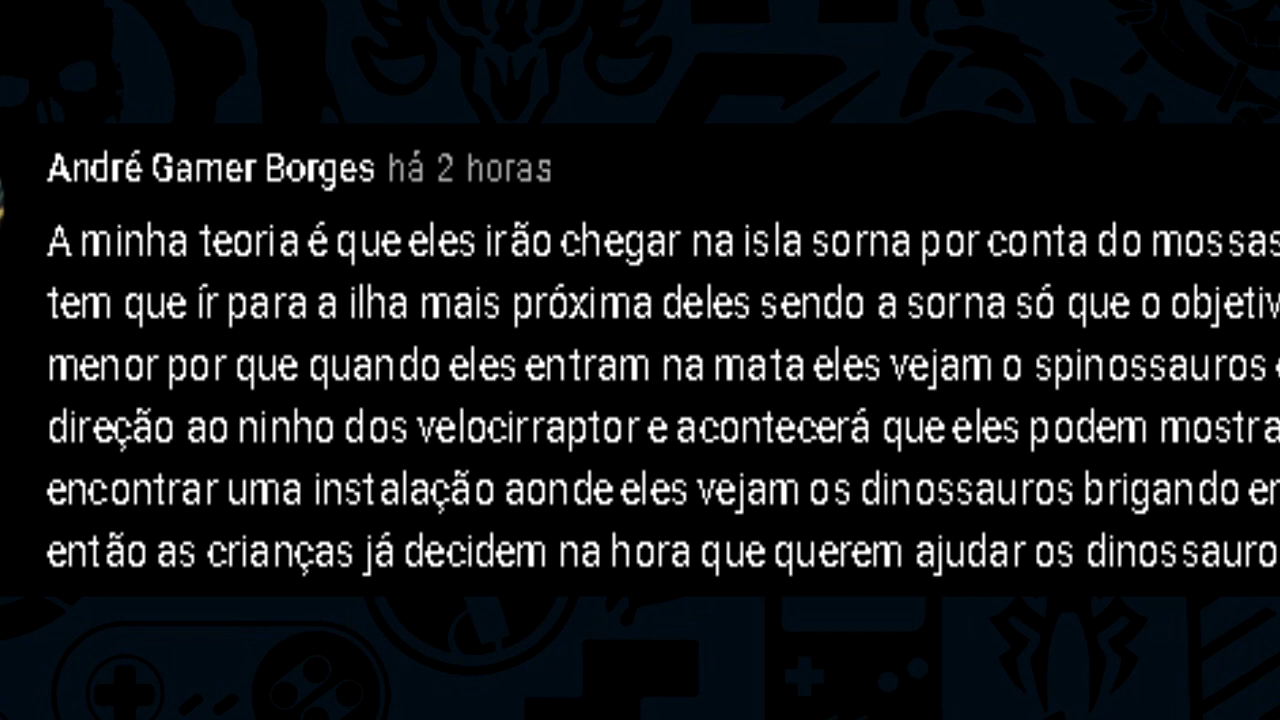 André Gamer Borges há 2 horas
A minha teoria é que eles irão chegar na isla sorna por conta do mossas
tem que ír para a ilha mais próxima deles sendo a sorna só que o objetiv
menor por que quando eles entram na mata eles vejam o spinossauros
direção ao ninho dos velocirraptor e acontecerá que eles podem mostra
encontrar uma instalação aonde eles vejam os dinossauros brigando en
então as crianças já decidem na hora que querem ajudar os dinossauro